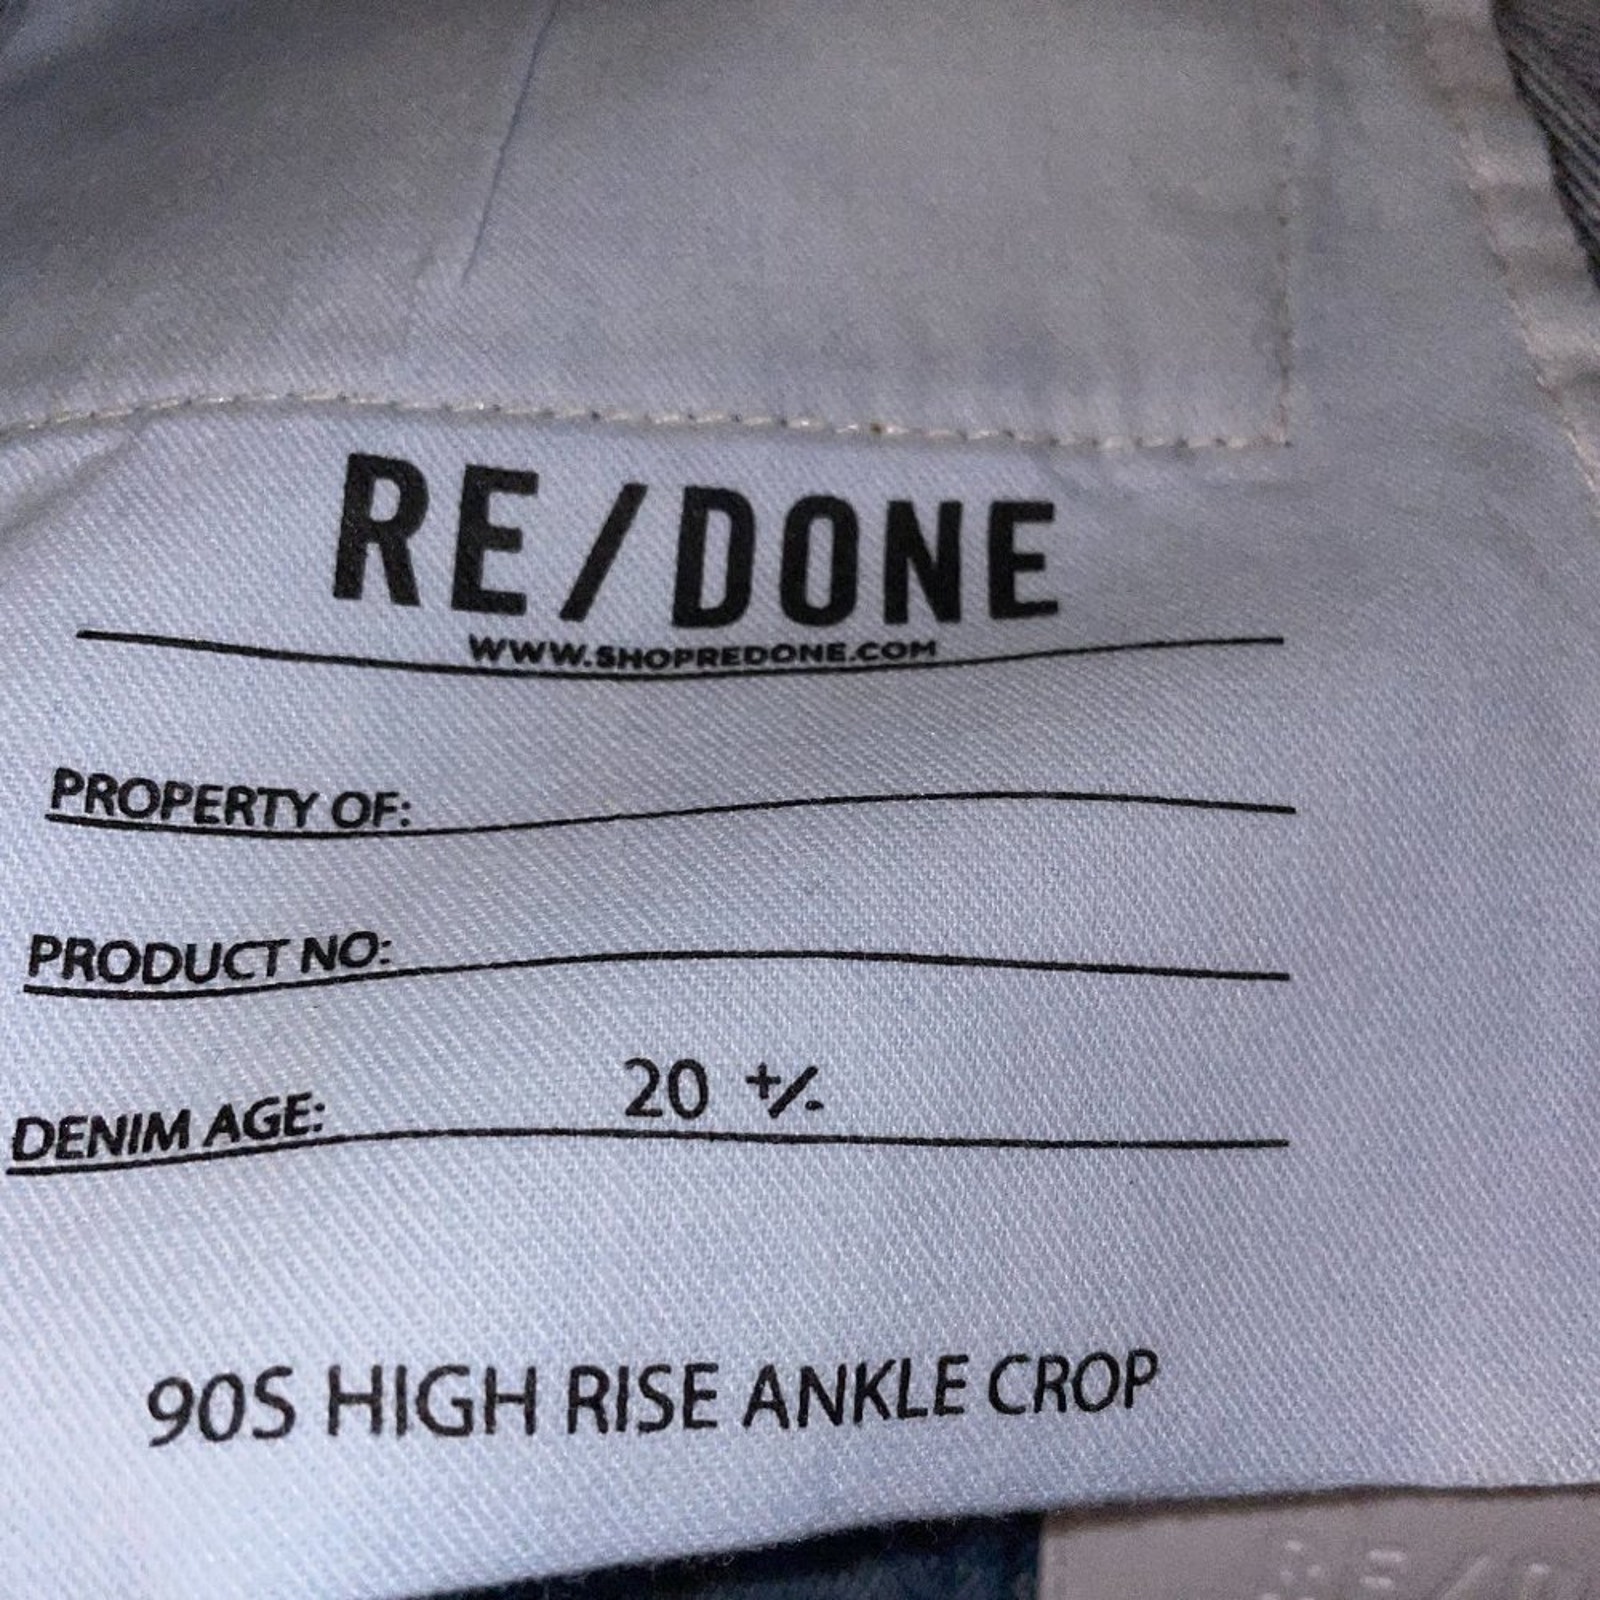 RE/DONE
WWW.SHOPREDONE.COM
PROPERTY OF:
PRODUCT NO:
DENIM AGE: 20 +/-
90S HIGH RISE ANKLE CROP